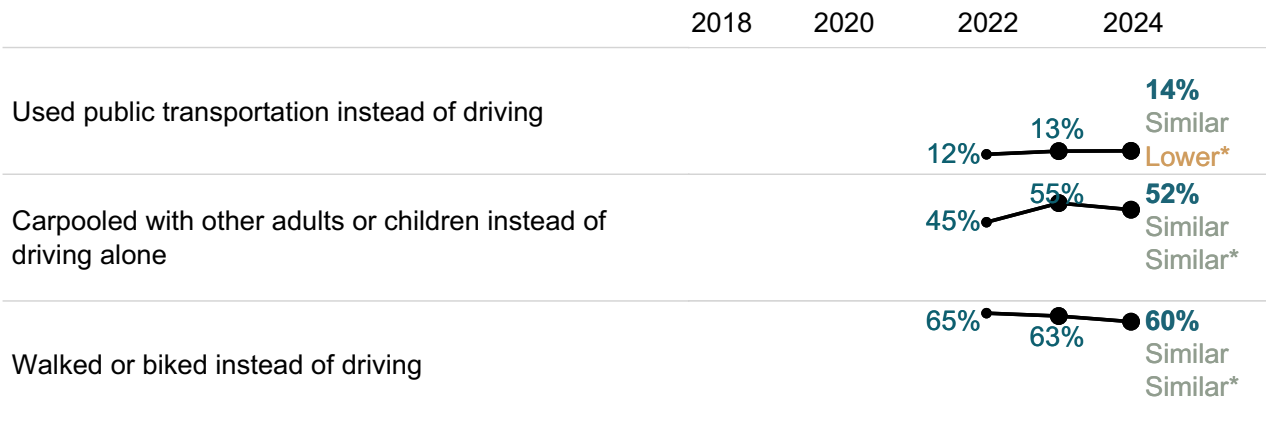 2018 2020 2022 2024
Used public transportation instead of driving
12%
13%
14%
Similar
Lower*
Carpooled with other adults or children instead of
driving alone
45%
55%
52%
Similar
Similar*
Walked or biked instead of driving
65%
63%
60%
Similar
Similar*